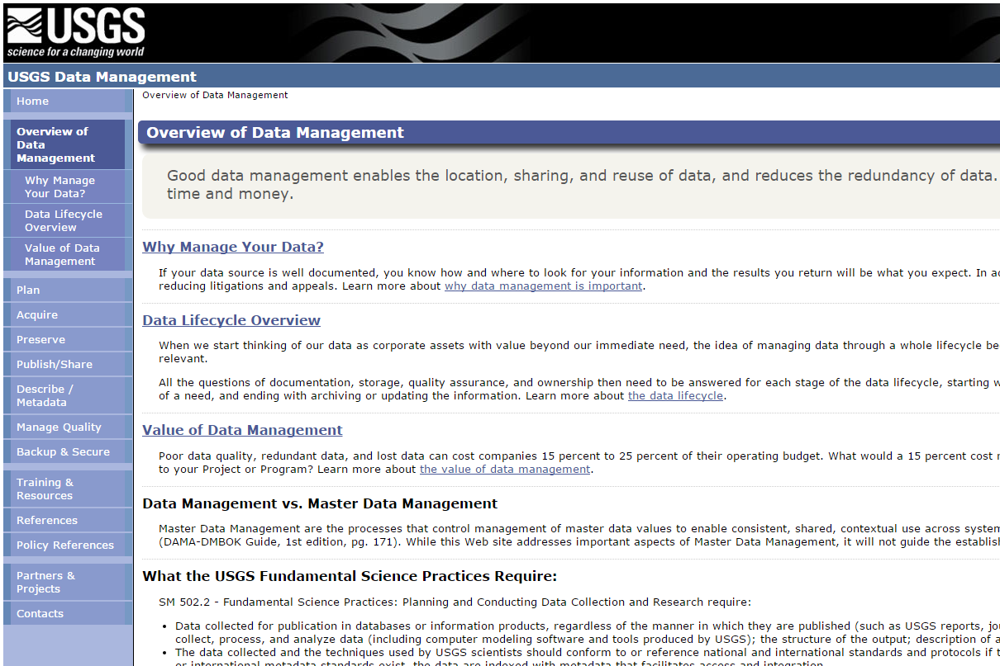 USGS
science for a changing world
USGS Data Management
Home
Overview of
Data
Management
Why Manage
Your Data?
Data Lifecycle
Overview
Value of Data
Management
Plan
Acquire
Preserve
Publish/Share
Describe /
Metadata
Manage Quality
Backup & Secure
Training &
Resources
References
Policy References
Partners &
Projects
Contacts
Overview of Data Management
Overview of Data Management
Good data management enables the location, sharing, and reuse of data, and reduces the redundancy of data.
time and money.
Why Manage Your Data?
If your data source is well documented, you know how and where to look for your information and the results you return will be what you expect. In
reducing litigations and appeals. Learn more about why data management is important.
Data Lifecycle Overview
When we start thinking of our data as corporate assets with value beyond our immediate need, the idea of managing data through a whole lifecycle
relevant.
All the questions of documentation, storage, quality assurance, and ownership then need to be answered for each stage of the data lifecycle, starting
of a need, and ending with archiving or updating the information. Learn more about the data lifecycle.
Value of Data Management
Poor data quality, redundant data, and lost data can cost companies 15 percent to 25 percent of their operating budget. What would a 15 percent cost
to your Project or Program? Learn more about the value of data management.
Data Management vs. Master Data Management
Master Data Management are the processes that control management of master data values to enable consistent, shared, contextual use across
(DAMA-DMBOK Guide, 1st edition, pg. 171). While this Web site addresses important aspects of Master Data Management, it will not guide the
What the USGS Fundamental Science Practices Require:
SM 502.2 - Fundamental Science Practices: Planning and Conducting Data Collection and Research require:
• Data collected for publication in databases or information products, regardless of the manner in which they are published (such as USGS reports,
collect, process, and analyze data (including computer modeling software and tools produced by USGS); the structure of the output; description of
• The data collected and the techniques used by USGS scientists should conform to or reference national and international standards and protocols if
or international metadata standards exist, the data are indexed with metadata that facilitates access and integration.